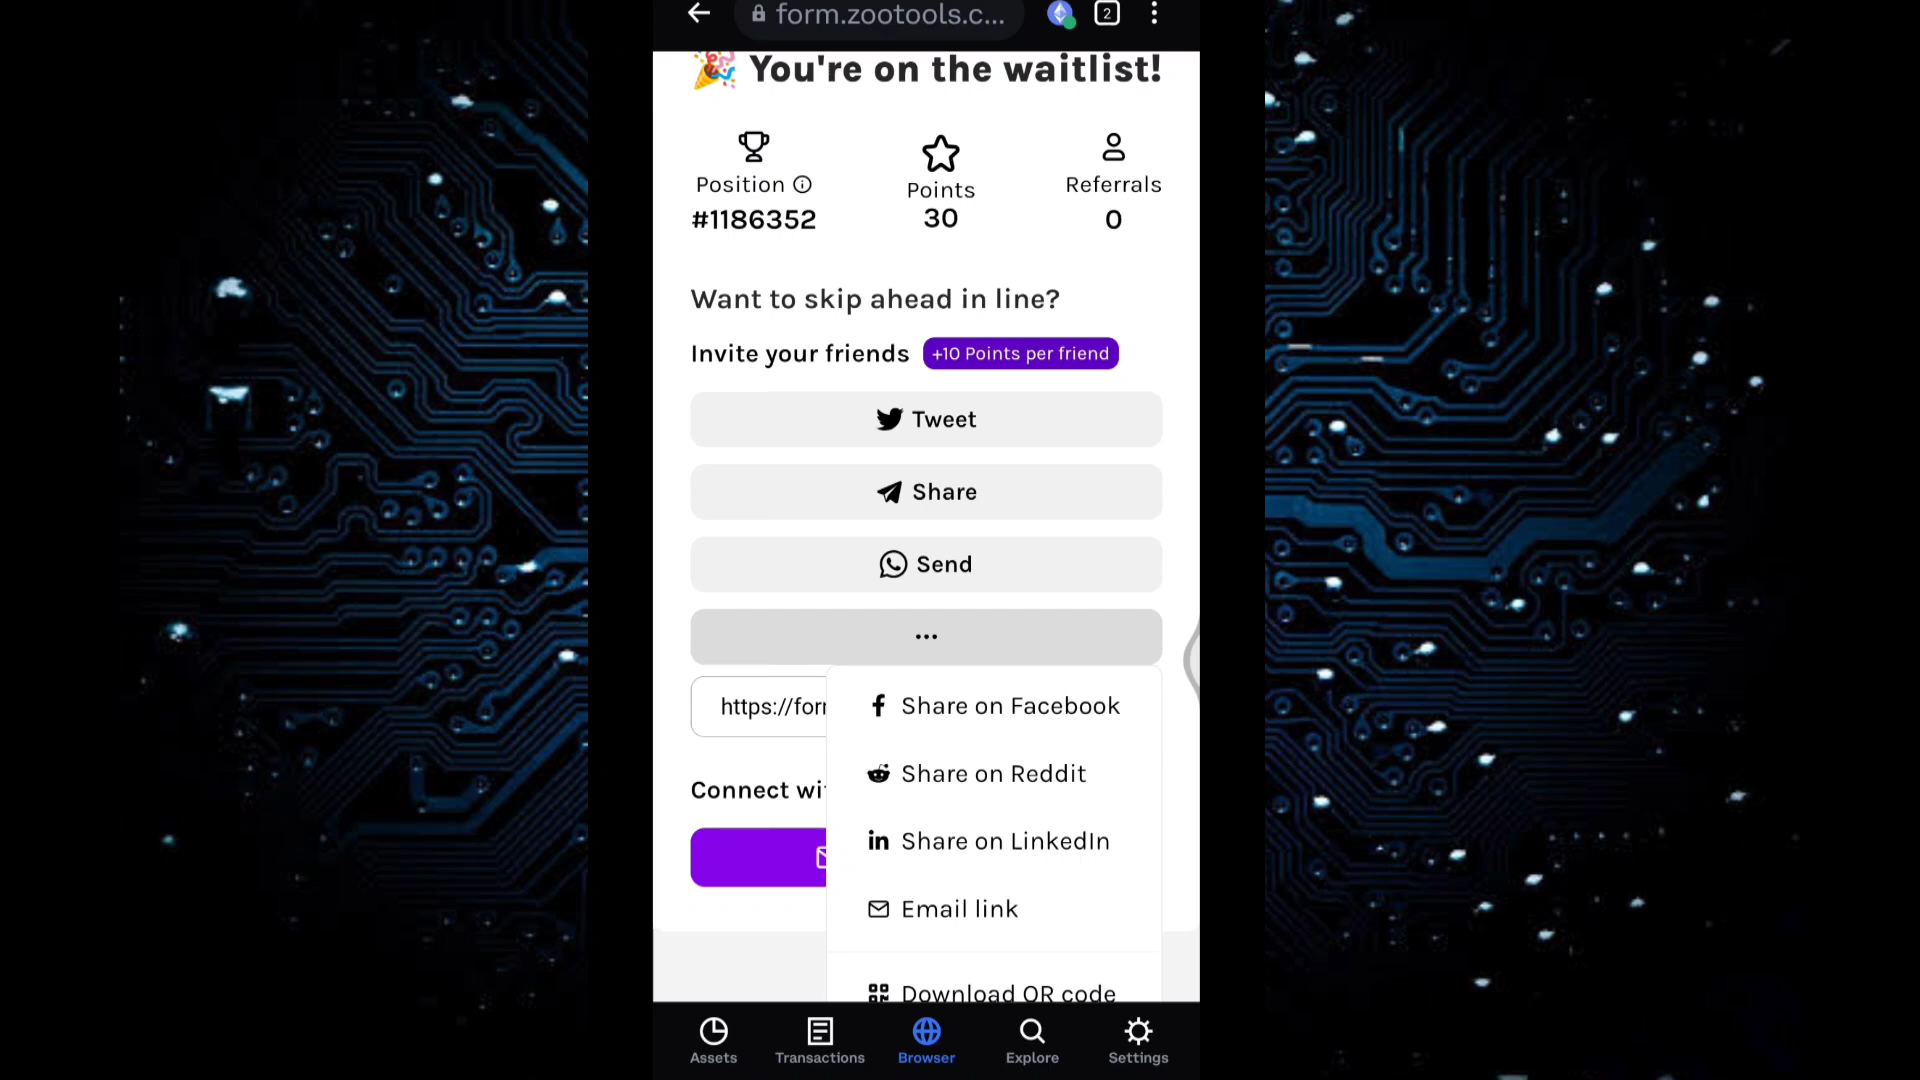 form.zootools.c...
2
You're on the waitlist!
Position
Points
Referrals
#1186352
30
0
Want to skip ahead in line?
Invite your friends
+10 Points per friend
Tweet
Share
Send
...
https://for
Share on Facebook
Share on Reddit
Connect wi
Share on LinkedIn
Email link
Download QR code
Assets
Transactions
Browser
Explore
Settings